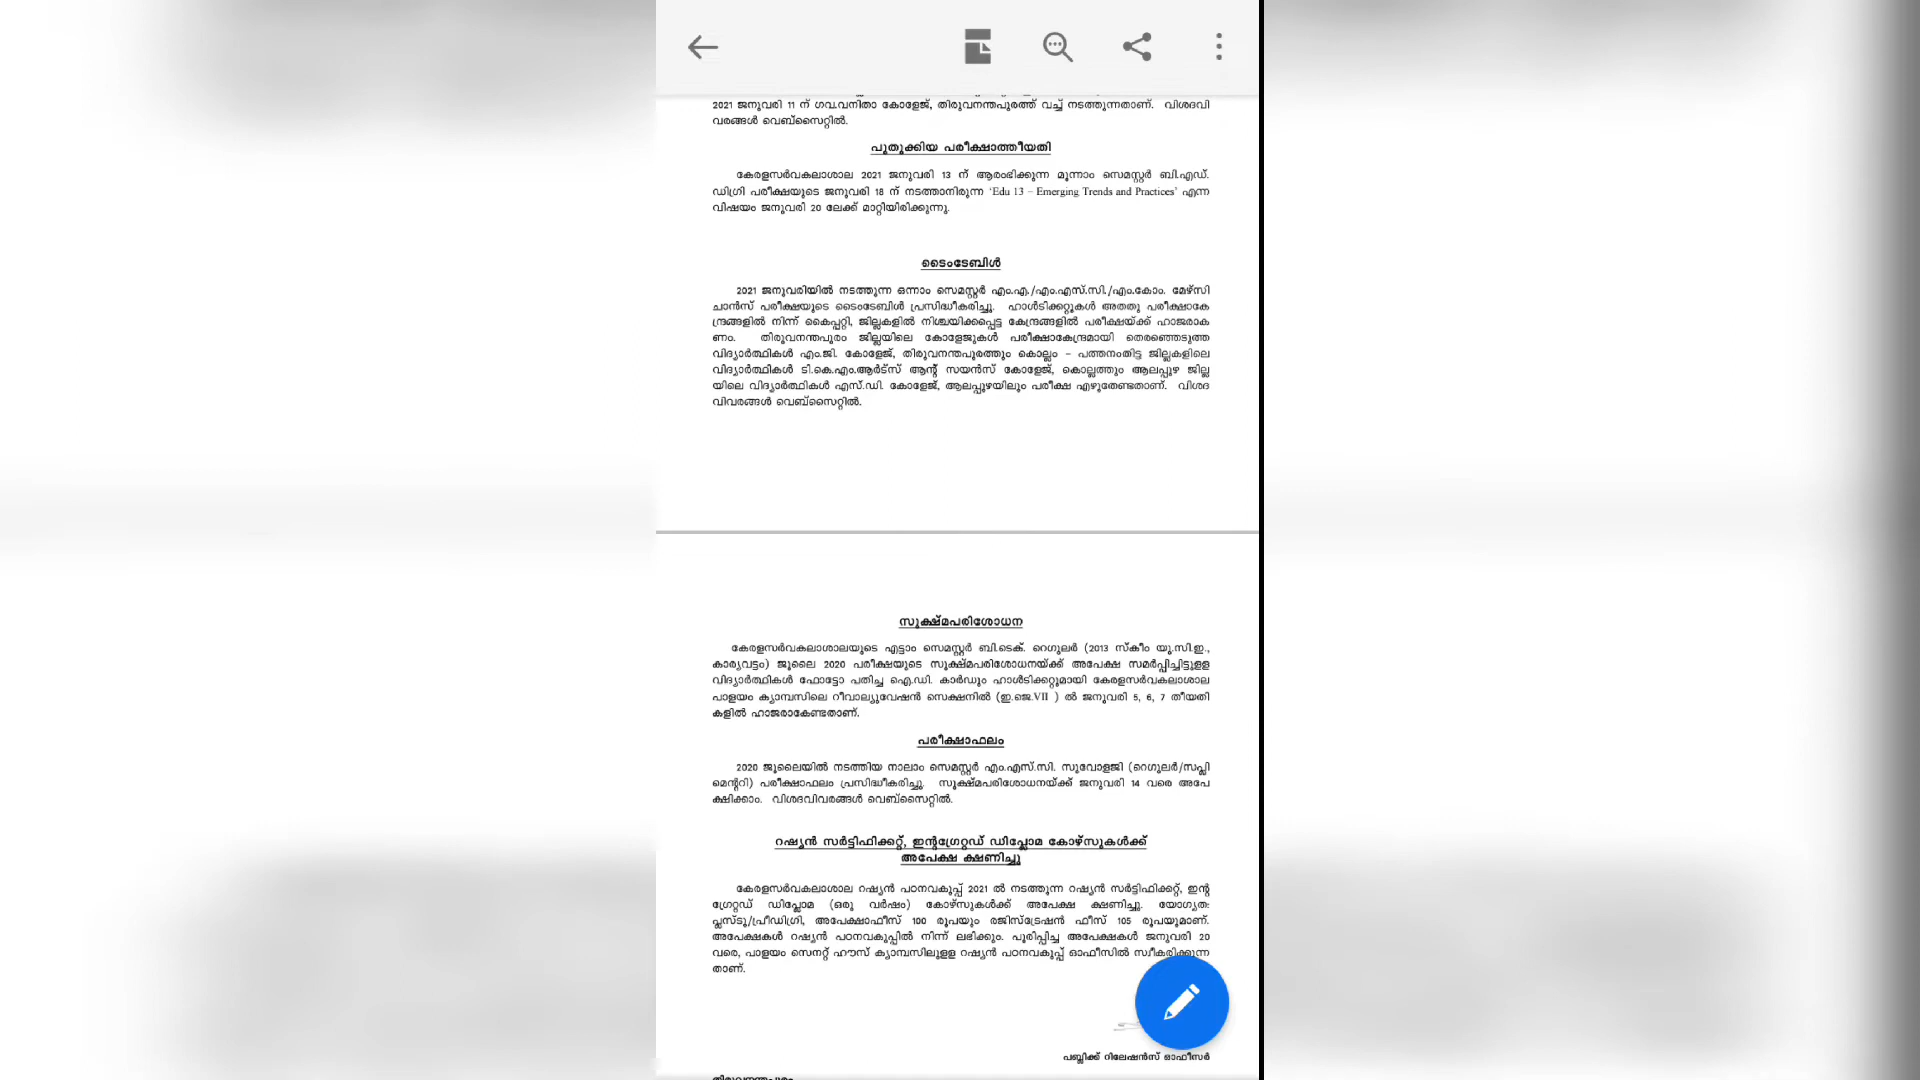 2021 ജനുവരി 11 ന് ഗവ.വനിതാ കോളേജ്, തിരുവനന്തപുരത്ത് വച്ച് നടത്തുന്നതാണ്. വിശദവി
വരങ്ങൾ വെബ്സൈറ്റിൽ.
പുതുക്കിയ പരീക്ഷാത്തീയതി
കേരളസർവകലാശാല 2021 ജനുവരി 13 ന് ആരംഭിക്കുന്ന മൂന്നാം സെമസ്റ്റർ ബി.എഡ്.
ഡിഗ്രി പരീക്ഷയുടെ ജനുവരി 18 ന് നടത്താനിരുന്ന ‘Edu 13 – Emerging Trends and Practices’ എന്ന
വിഷയം ജനുവരി 20 ലേക്ക് മാറ്റിയിരിക്കുന്നു.
ടൈംടേബിൾ
2021 ജനുവരിയിൽ നടത്തുന്ന ഒന്നാം സെമസ്റ്റർ എം.എ./എം.എസ്.സി./എം.കോം. മേഴ്സി
ചാൻസ് പരീക്ഷയുടെ ടൈംടേബിൾ പ്രസിദ്ധീകരിച്ചു. ഹാൾടിക്കറ്റുകൾ അതതു പരീക്ഷാകേ
ന്ദ്രങ്ങളിൽ നിന്ന് കൈപ്പറ്റി, ജില്ലകളിൽ നിശ്ചയിക്കപ്പെട്ട കേന്ദ്രങ്ങളിൽ പരീക്ഷയ്ക്ക് ഹാജരാക
ണം. തിരുവനന്തപുരം ജില്ലയിലെ കോളേജുകൾ പരീക്ഷാകേന്ദ്രമായി തെരഞ്ഞെടുത്ത
വിദ്യാർത്ഥികൾ എം.ജി. കോളേജ്, തിരുവനന്തപുരത്തും കൊല്ലം – പത്തനംതിട്ട ജില്ലകളിലെ
വിദ്യാർത്ഥികൾ ടി.കെ.എം.ആർട്സ് ആന്റ് സയൻസ് കോളേജ്, കൊല്ലത്തും ആലപ്പുഴ ജില്ല
യിലെ വിദ്യാർത്ഥികൾ എസ്.ഡി. കോളേജ്, ആലപ്പുഴയിലും പരീക്ഷ എഴുതേണ്ടതാണ്. വിശദ
വിവരങ്ങൾ വെബ്സൈറ്റിൽ.
സൂക്ഷ്മപരിശോധന
കേരളസർവകലാശാലയുടെ എട്ടാം സെമസ്റ്റർ ബി.ടെക്. റെഗുലർ (2013 സ്കീം യു.സി.ഇ.,
കാര്യവട്ടം) ജൂലൈ 2020 പരീക്ഷയുടെ സൂക്ഷ്മപരിശോധനയ്ക്ക് അപേക്ഷ സമർപ്പിച്ചിട്ടുളള
വിദ്യാർത്ഥികൾ ഫോട്ടോ പതിച്ച ഐ.ഡി. കാർഡും ഹാൾടിക്കറ്റുമായി കേരളസർവകലാശാല
പാളയം ക്യാമ്പസിലെ റീവാല്യുവേഷൻ സെക്ഷനിൽ (ഇ.ജെ.VII ) ൽ ജനുവരി 5, 6, 7 തീയതി
കളിൽ ഹാജരാകേണ്ടതാണ്.
പരീക്ഷാഫലം
2020 ജൂലൈയിൽ നടത്തിയ നാലാം സെമസ്റ്റർ എം.എസ്.സി. സുവോളജി (റെഗുലർ/സപ്ലി
മെന്ററി) പരീക്ഷാഫലം പ്രസിദ്ധീകരിച്ചു. സൂക്ഷ്മപരിശോധനയ്ക്ക് ജനുവരി 14 വരെ അപേ
ക്ഷിക്കാം. വിശദവിവരങ്ങൾ വെബ്സൈറ്റിൽ.
റഷ്യൻ സർട്ടിഫിക്കറ്റ്, ഇന്റഗ്രേറ്റഡ് ഡിപ്ലോമ കോഴ്സുകൾക്ക്
അപേക്ഷ ക്ഷണിച്ചു
കേരളസർവകലാശാല റഷ്യൻ പഠനവകുപ്പ് 2021 ൽ നടത്തുന്ന റഷ്യൻ സർട്ടിഫിക്കറ്റ്, ഇന്റ
ഗ്രേറ്റഡ് ഡിപ്ലോമ (ഒരു വർഷം) കോഴ്സുകൾക്ക് അപേക്ഷ ക്ഷണിച്ചു. യോഗ്യത:
പ്ലസ്ടു/പ്രീഡിഗ്രി, അപേക്ഷാഫീസ് 100 രൂപയും രജിസ്ട്രേഷൻ ഫീസ് 105 രൂപയുമാണ്.
അപേക്ഷകൾ റഷ്യൻ പഠനവകുപ്പിൽ നിന്ന് ലഭിക്കും. പൂരിപ്പിച്ച അപേക്ഷകൾ ജനുവരി 20
വരെ, പാളയം സെനറ്റ് ഹൗസ് ക്യാമ്പസിലുളള റഷ്യൻ പഠനവകുപ്പ് ഓഫീസിൽ സ്വീകരിക്കുന്ന
താണ്.
പബ്ലിക്ക് റിലേഷൻസ് ഓഫീസർ